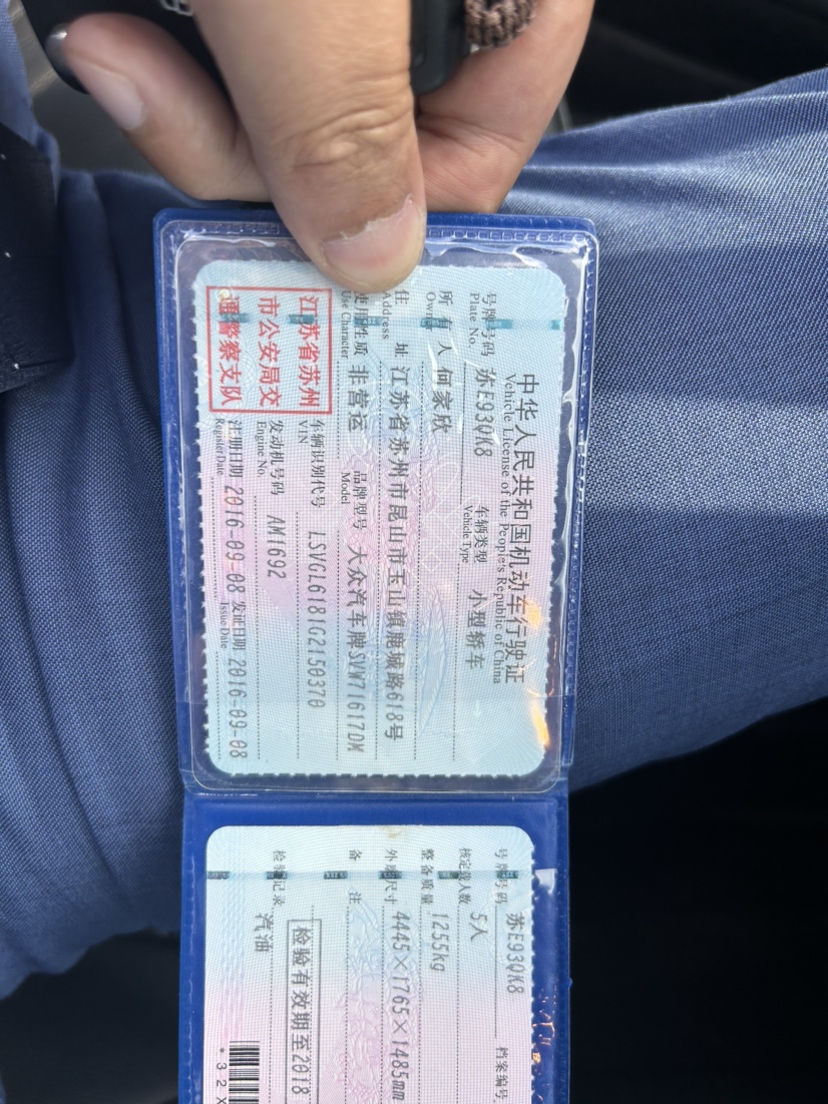 中华人民共和国机动车行驶证
Vehicle License of the People's Republic of China
号牌号码 苏E93QK8 车辆类型 小型轿车
Plate No. Vehicle Type
所有人 何家欣
Owner
住址 江苏省苏州市昆山市玉山镇鹿城路618号
Address
使用性质 非营运 品牌型号 大众汽车牌SVW71617DM
Use Character Model
江苏省苏州
市公安局交
通警察支队
车辆识别代号 LSVGL6181G2150370
VIN
发动机号码 AM1692
Engine No.
注册日期 2016-09-08 发证日期 2016-09-08
Register Date Issue Date
号牌号码 苏E93QK8 档案编号
核定载人数 5人
整备质量 1255kg
外廓尺寸 4445×1765×1485mm
备注
检验有效期至2018
检验记录 汽油
*32